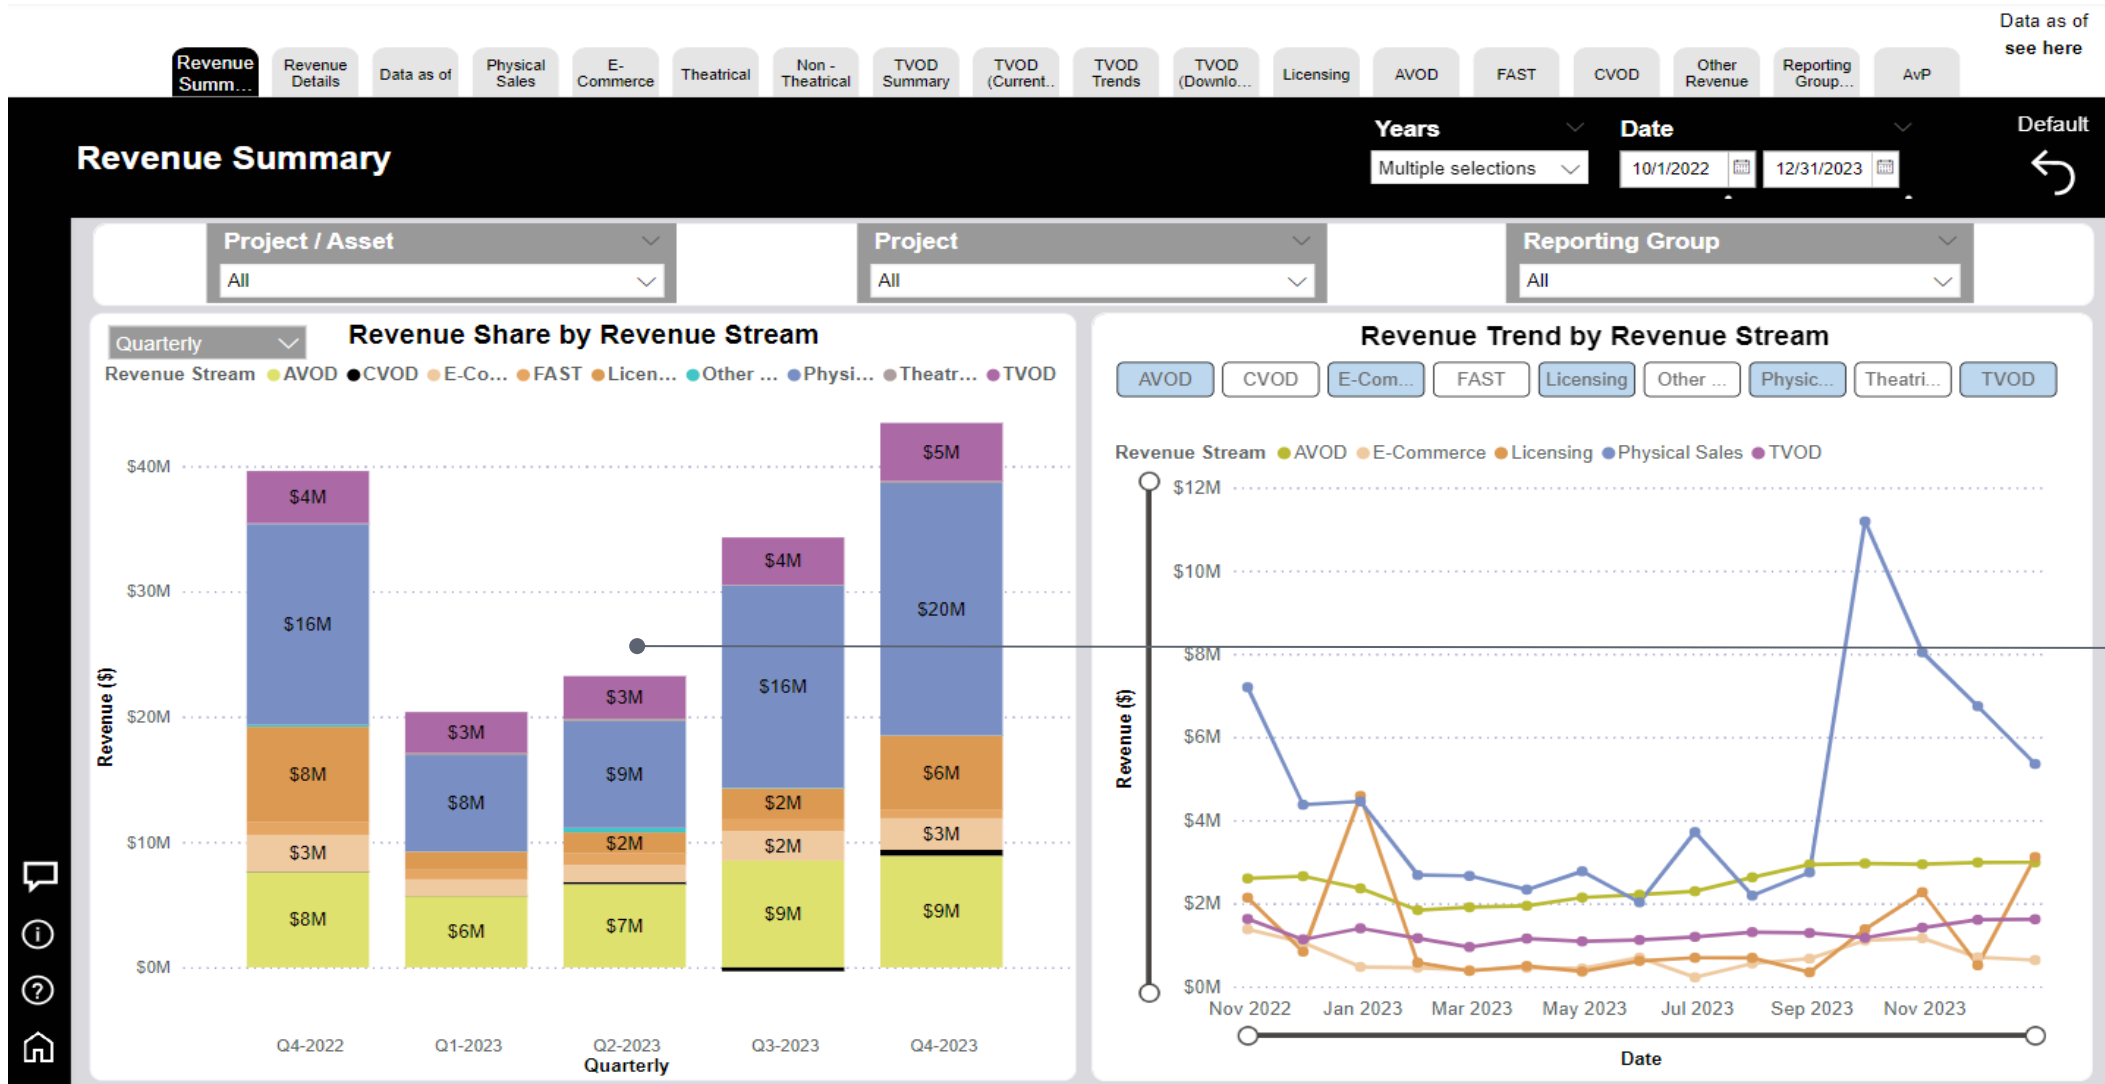 Data as of
see here
Revenue Summ...
Revenue Details
Data as of
Physical Sales
E-Commerce
Theatrical
Non - Theatrical
TVOD Summary
TVOD (Current..
TVOD Trends
TVOD (Downlo...
Licensing
AVOD
FAST
CVOD
Other Revenue
Reporting Group...
AvP
Revenue Summary
Years
Multiple selections
Date
10/1/2022
12/31/2023
Default
Project / Asset
All
Project
All
Reporting Group
All
Quarterly
Revenue Share by Revenue Stream
Revenue Stream AVOD CVOD E-Co... FAST Licen... Other ... Physi... Theatr... TVOD
Revenue ($)
$40M
$30M
$20M
$10M
$0M
$4M
$16M
$8M
$3M
$8M
$3M
$8M
$6M
$3M
$9M
$2M
$7M
$4M
$16M
$2M
$2M
$9M
$5M
$20M
$6M
$3M
$9M
Q4-2022 Q1-2023 Q2-2023 Q3-2023 Q4-2023
Quarterly
Revenue Trend by Revenue Stream
AVOD CVOD E-Com... FAST Licensing Other ... Physic... Theatri... TVOD
Revenue Stream AVOD E-Commerce Licensing Physical Sales TVOD
Revenue ($)
$12M
$10M
$8M
$6M
$4M
$2M
$0M
Nov 2022 Jan 2023 Mar 2023 May 2023 Jul 2023 Sep 2023 Nov 2023
Date